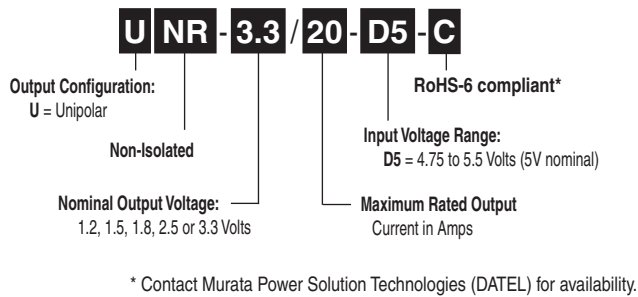 U NR - 3.3 / 20 - D5 - C
Output Configuration:
U = Unipolar
Non-Isolated
Nominal Output Voltage:
1.2, 1.5, 1.8, 2.5 or 3.3 Volts
RoHS-6 compliant*
Input Voltage Range:
D5 = 4.75 to 5.5 Volts (5V nominal)
Maximum Rated Output
Current in Amps
* Contact Murata Power Solution Technologies (DATEL) for availability.